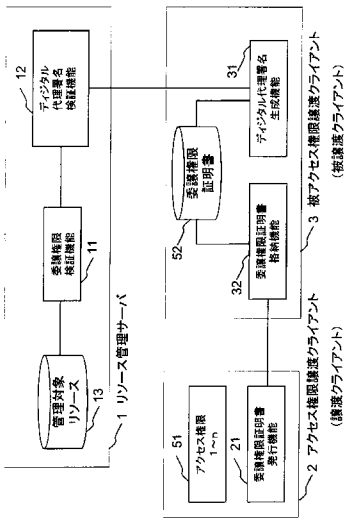 12
ディジタル
代理署名
検証機能
委譲権限
検証機能
11
管理対象
リソース
13
1 リソース管理サーバ
31
ディジタル代理署名
生成機能
委譲権限
証明書
52
委譲権限証明書
格納機能
32
3 被アクセス権限譲渡クライアント
(被譲渡クライアント)
51
アクセス権限
1~n
21
委譲権限証明書
発行機能
2 アクセス権限譲渡クライアント
(譲渡クライアント)